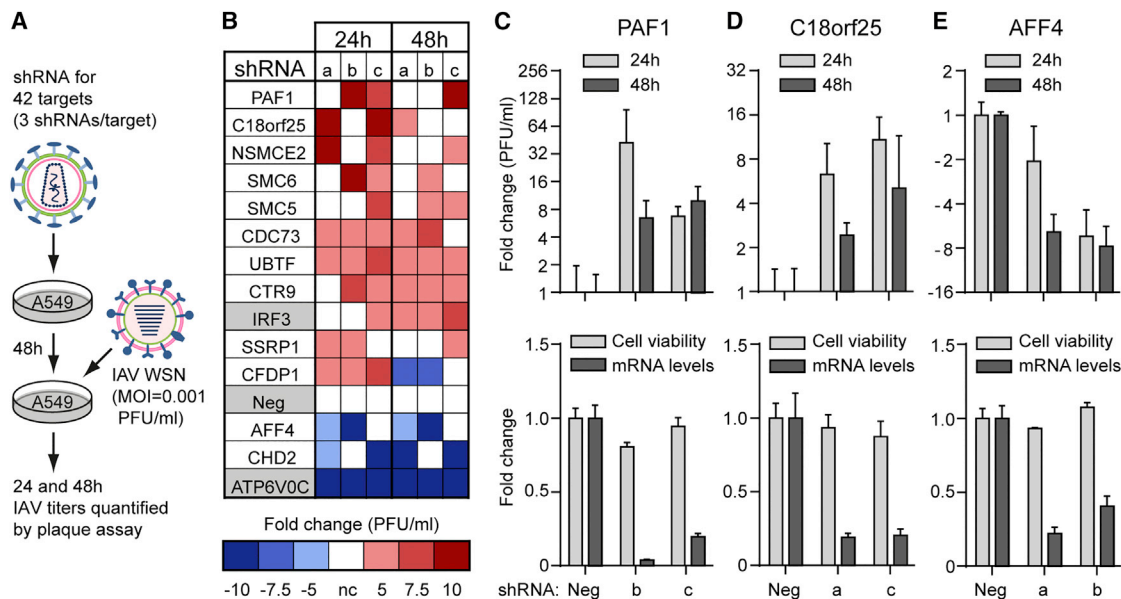 A
shRNA for
42 targets
(3 shRNAs/target)
A549
48h
A549
IAV WSN
(MOI=0.001
PFU/ml)
24 and 48h
IAV titers quantified
by plaque assay
B
24h 48h
shRNA a b c a b c
PAF1
C18orf25
NSMCE2
SMC6
SMC5
CDC73
UBTF
CTR9
IRF3
SSRP1
CFDP1
Neg
AFF4
CHD2
ATP6V0C
Fold change (PFU/ml)
-10 -7.5 -5 nc 5 7.5 10
C
PAF1
24h
48h
Fold change (PFU/ml)
256
128
64
32
16
8
4
2
1
Cell viability
mRNA levels
Fold change
1.5
1.0
0.5
0
shRNA: Neg b c
D
C18orf25
24h
48h
32
16
8
4
2
1
Cell viability
mRNA levels
1.5
1.0
0.5
0
Neg a c
E
AFF4
24h
48h
2
1
-2
-4
-8
-16
Cell viability
mRNA levels
1.5
1.0
0.5
0
Neg a b